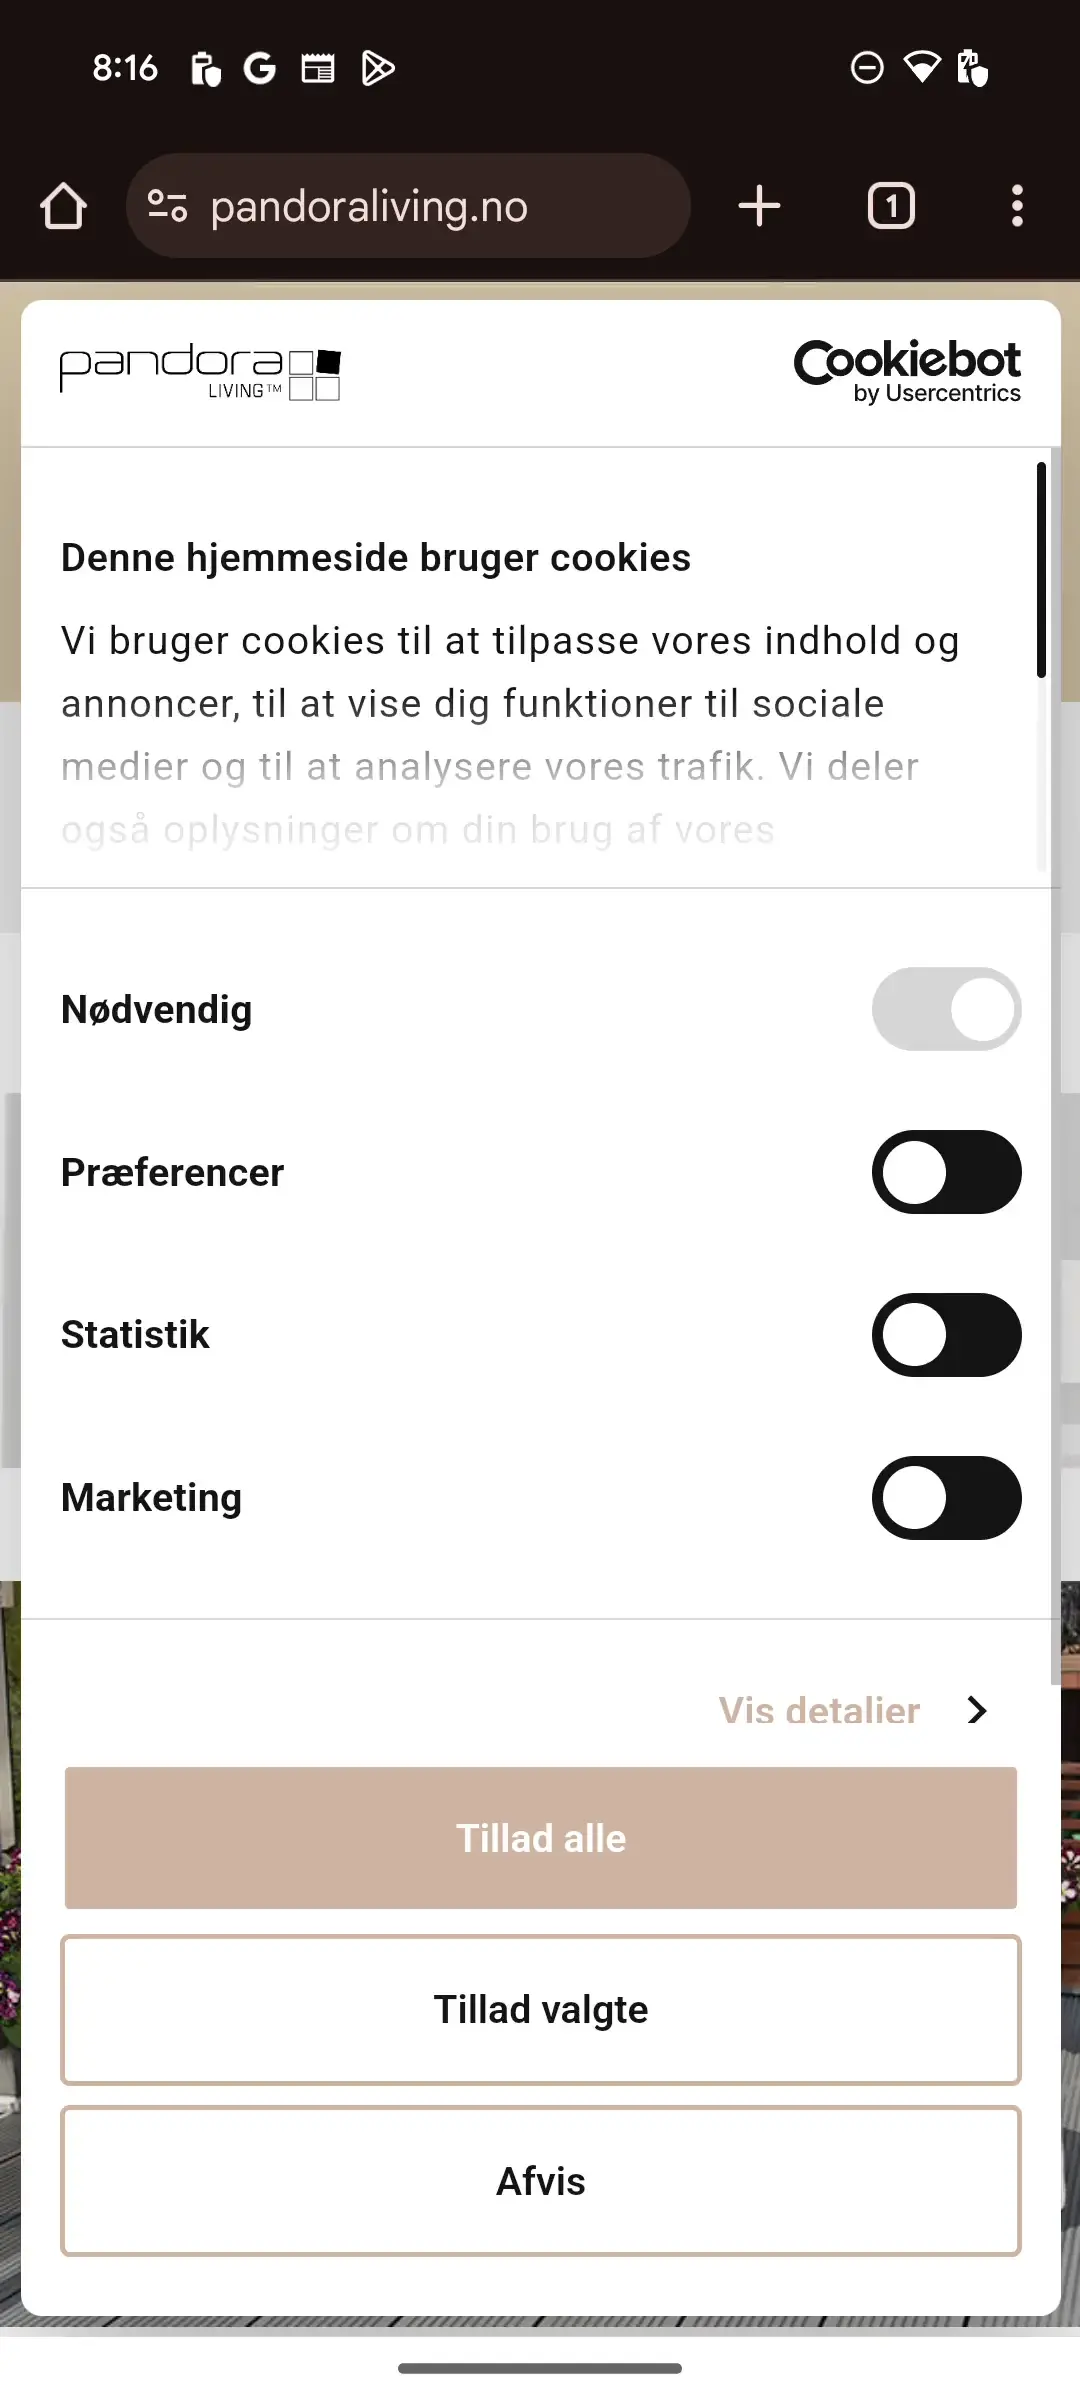 8:16
pandoraliving.no
1
pandora
LIVING™
Cookiebot
by Usercentrics
Denne hjemmeside bruger cookies
Vi bruger cookies til at tilpasse vores indhold og
annoncer, til at vise dig funktioner til sociale
medier og til at analysere vores trafik. Vi deler
også oplysninger om din brug af vores
Nødvendig
Præferencer
Statistik
Marketing
Vis detaljer
Tillad alle
Tillad valgte
Afvis